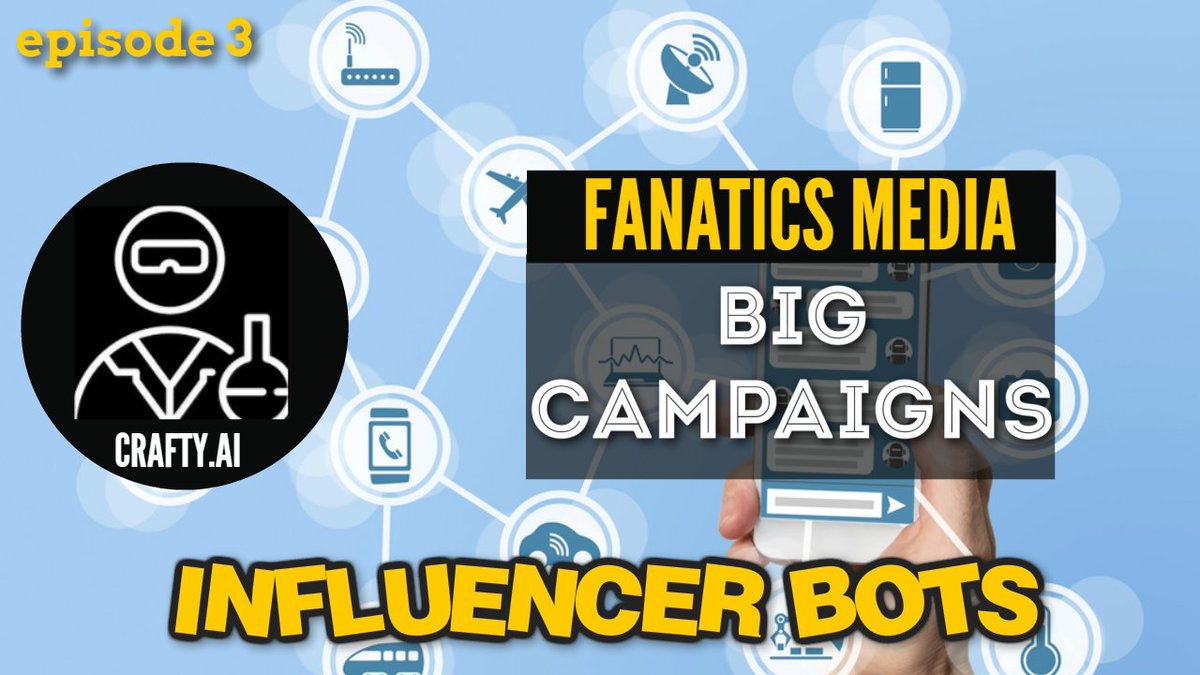 episode 3
FANATICS MEDIA
BIG
CAMPAIGNS
CRAFTY.AI
INFLUENCER BOTS